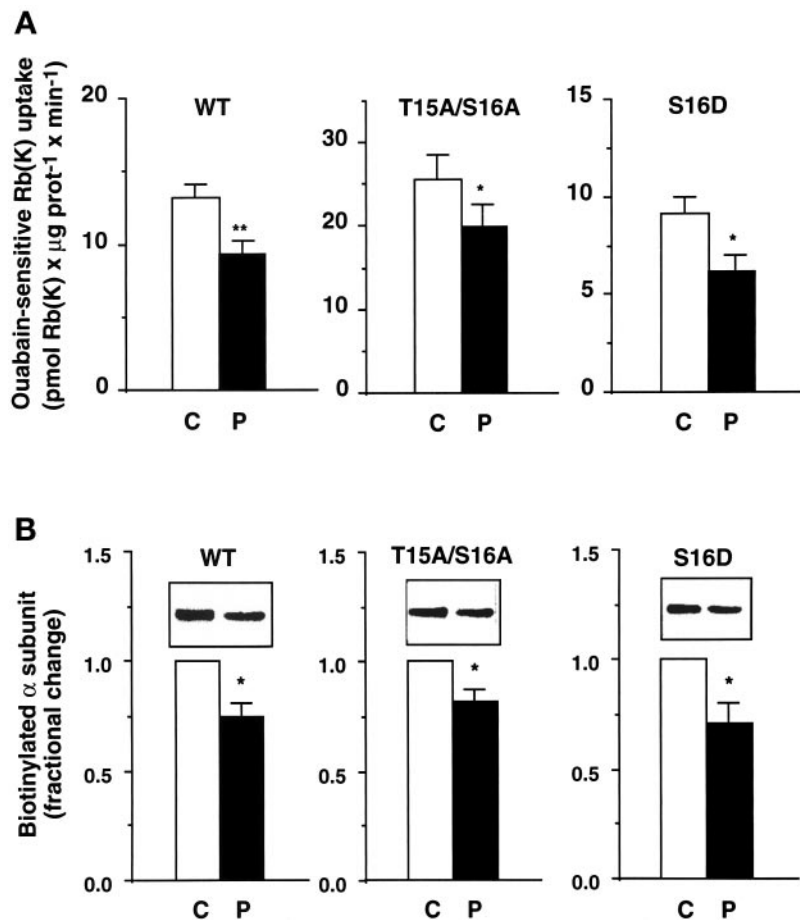 A
Ouabain-sensitive Rb(K) uptake
(pmol Rb(K) x µg prot⁻¹ x min⁻¹)
WT
20
10
0
**
C P
T15A/S16A
30
20
10
0
*
C P
S16D
15
10
5
0
*
C P
B
Biotinylated α subunit
(fractional change)
WT
1.5
1.0
0.5
0.0
*
C P
T15A/S16A
1.5
1.0
0.5
0.0
*
C P
S16D
1.5
1.0
0.5
0.0
*
C P